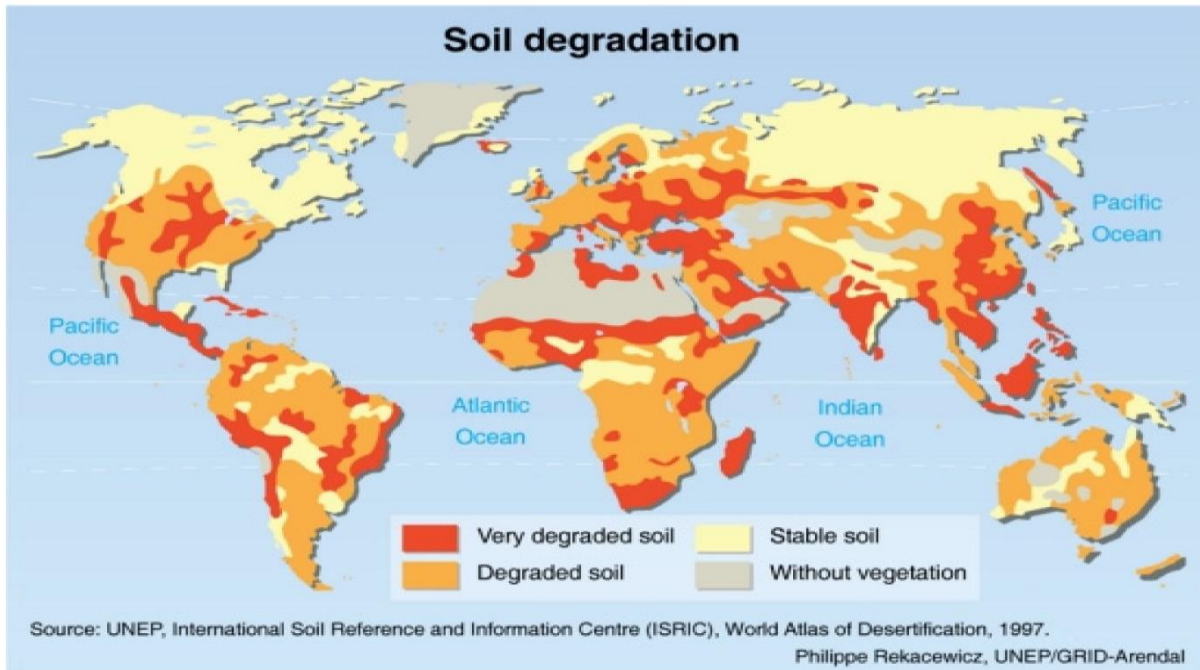 Soil degradation
Pacific
Ocean
Pacific
Ocean
Atlantic
Ocean
Indian
Ocean
Very degraded soil
Stable soil
Degraded soil
Without vegetation
Source: UNEP, International Soil Reference and Information Centre (ISRIC), World Atlas of Desertification, 1997.
Philippe Rekacewicz, UNEP/GRID-Arendal